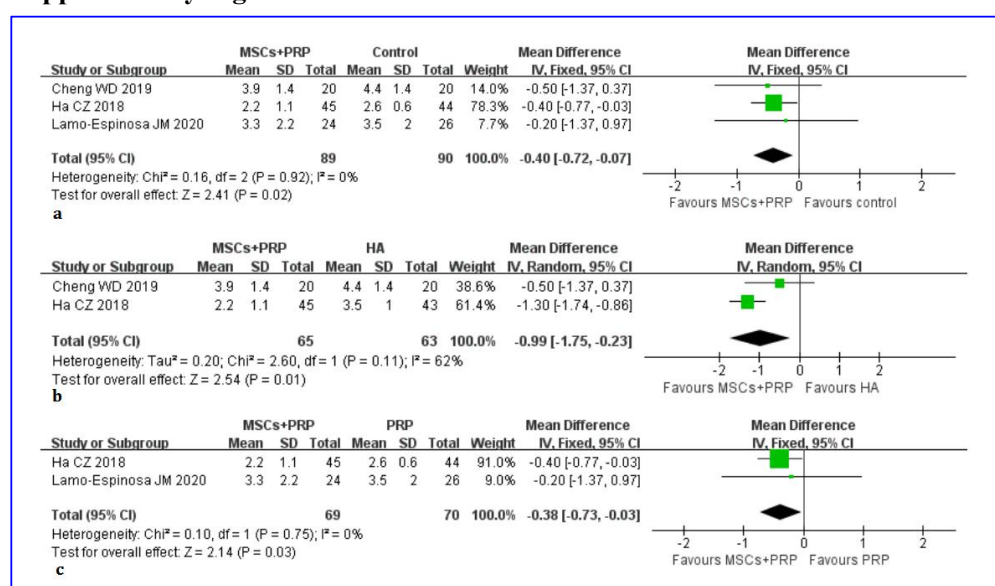 MSCs+PRP Control Mean Difference Mean Difference
Study or Subgroup Mean SD Total Mean SD Total Weight IV, Fixed, 95% CI IV, Fixed, 95% CI
Cheng WD 2019 3.9 1.4 20 4.4 1.4 20 14.0% -0.50 [-1.37, 0.37]
Ha CZ 2018 2.2 1.1 45 2.6 0.6 44 78.3% -0.40 [-0.77, -0.03]
Lamo-Espinosa JM 2020 3.3 2.2 24 3.5 2 26 7.7% -0.20 [-1.37, 0.97]
Total (95% CI) 89 90 100.0% -0.40 [-0.72, -0.07]
Heterogeneity: Chi² = 0.16, df = 2 (P = 0.92); I² = 0%
Test for overall effect: Z = 2.41 (P = 0.02)
-2 -1 0 1 2
Favours MSCs+PRP Favours control
a
MSCs+PRP HA Mean Difference Mean Difference
Study or Subgroup Mean SD Total Mean SD Total Weight IV, Random, 95% CI IV, Random, 95% CI
Cheng WD 2019 3.9 1.4 20 4.4 1.4 20 38.6% -0.50 [-1.37, 0.37]
Ha CZ 2018 2.2 1.1 45 3.5 1 43 61.4% -1.30 [-1.74, -0.86]
Total (95% CI) 65 63 100.0% -0.99 [-1.75, -0.23]
Heterogeneity: Tau² = 0.20; Chi² = 2.60, df = 1 (P = 0.11); I² = 62%
Test for overall effect: Z = 2.54 (P = 0.01)
-2 -1 0 1 2
Favours MSCs+PRP Favours HA
b
MSCs+PRP PRP Mean Difference Mean Difference
Study or Subgroup Mean SD Total Mean SD Total Weight IV, Fixed, 95% CI IV, Fixed, 95% CI
Ha CZ 2018 2.2 1.1 45 2.6 0.6 44 91.0% -0.40 [-0.77, -0.03]
Lamo-Espinosa JM 2020 3.3 2.2 24 3.5 2 26 9.0% -0.20 [-1.37, 0.97]
Total (95% CI) 69 70 100.0% -0.38 [-0.73, -0.03]
Heterogeneity: Chi² = 0.10, df = 1 (P = 0.75); I² = 0%
Test for overall effect: Z = 2.14 (P = 0.03)
-2 -1 0 1 2
Favours MSCs+PRP Favours PRP
c